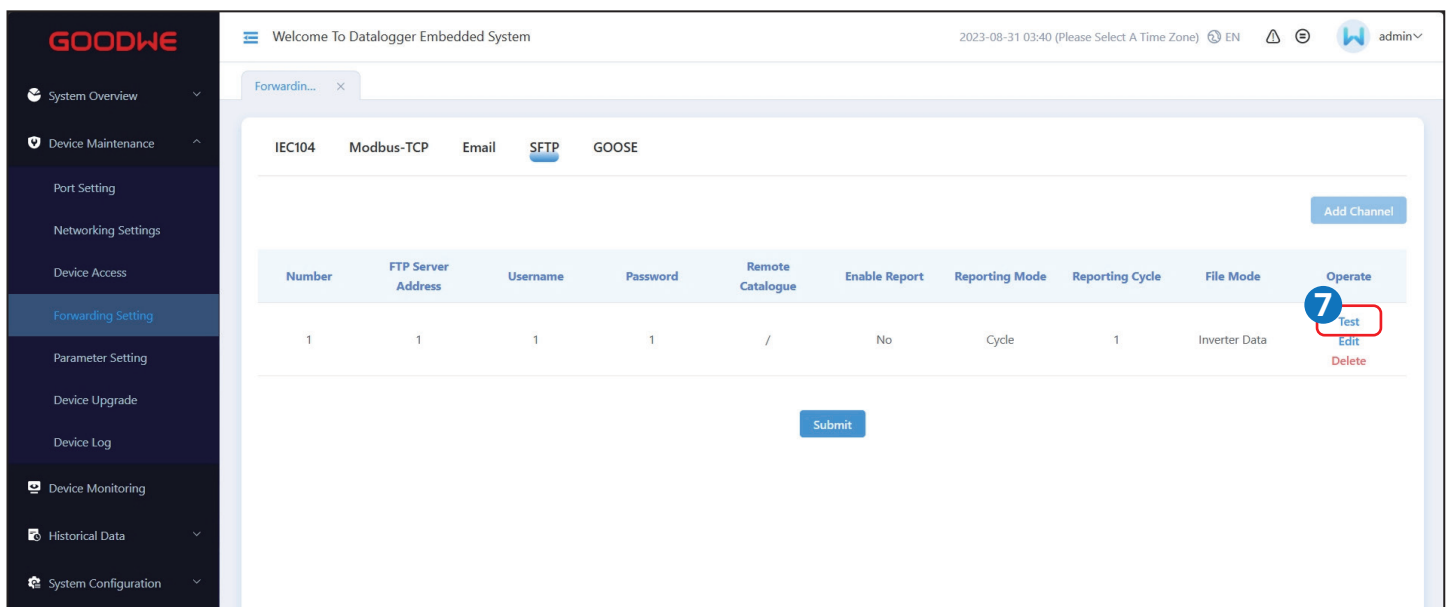 GOODWE
Welcome To Datalogger Embedded System
2023-08-31 03:40 (Please Select A Time Zone) EN
admin
System Overview
Device Maintenance
Port Setting
Networking Settings
Device Access
Forwarding Setting
Parameter Setting
Device Upgrade
Device Log
Device Monitoring
Historical Data
System Configuration
Forwardin... ×
IEC104 Modbus-TCP Email SFTP GOOSE
Add Channel
Number FTP Server Address Username Password Remote Catalogue Enable Report Reporting Mode Reporting Cycle File Mode Operate
7
1 1 1 1 / No Cycle 1 Inverter Data Test
Edit
Delete
Submit